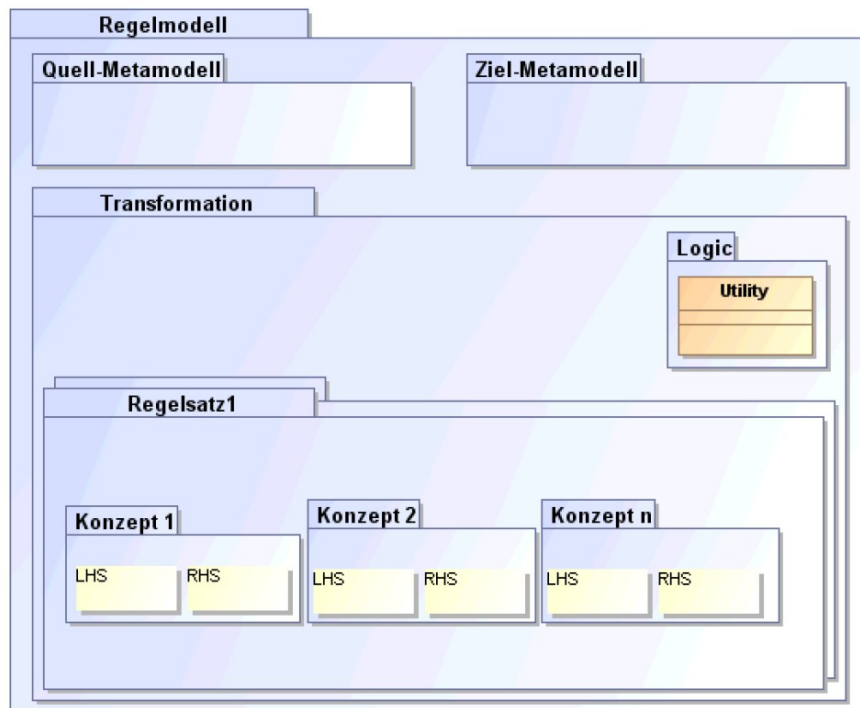 Regelmodell
Quell-Metamodell
Ziel-Metamodell
Transformation
Logic
Utility
Regelsatz1
Konzept 1
LHS
RHS
Konzept 2
LHS
RHS
Konzept n
LHS
RHS